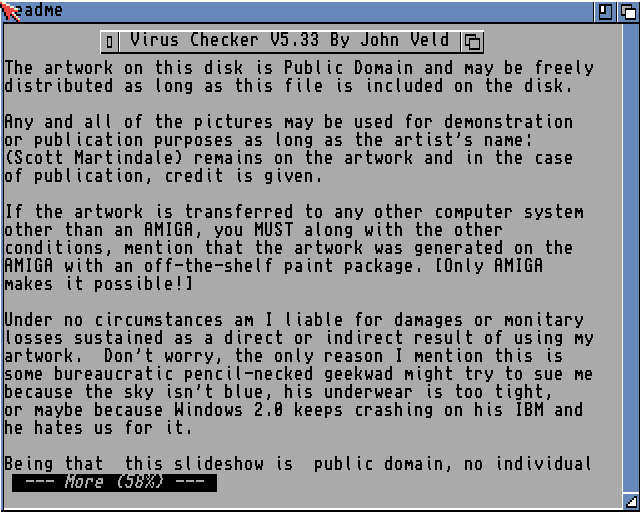 eadme
Virus Checker V5.33 By John Veld
The artwork on this disk is Public Domain and may be freely
distributed as long as this file is included on the disk.
Any and all of the pictures may be used for demonstration
or publication purposes as long as the artist's name:
(Scott Martindale) remains on the artwork and in the case
of publication, credit is given.
If the artwork is transferred to any other computer system
other than an AMIGA, you MUST along with the other
conditions, mention that the artwork was generated on the
AMIGA with an off-the-shelf paint package. [Only AMIGA
makes it possible!]
Under no circumstances am I liable for damages or monitary
losses sustained as a direct or indirect result of using my
artwork.  Don't worry, the only reason I mention this is
some bureaucratic pencil-necked geekwad might try to sue me
because the sky isn't blue, his underwear is too tight,
or maybe because Windows 2.0 keeps crashing on his IBM and
he hates us for it.
Being that  this slideshow is  public domain, no individual
--- More (58%) ---